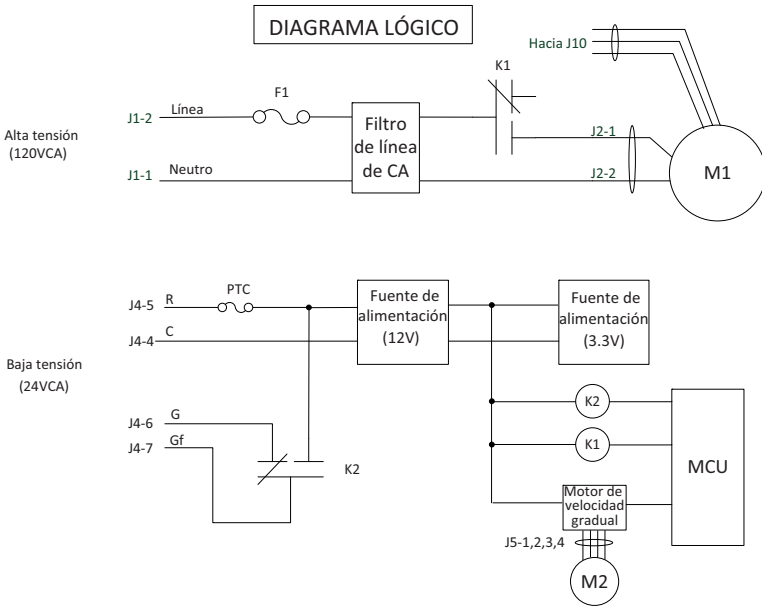 DIAGRAMA LÓGICO
Hacia J10
K1
F1
J1-2
Línea
Alta tensión
(120VCA)
Filtro
de línea
de CA
J2-1
J1-1
Neutro
J2-2
M1
J4-5
R
PTC
J4-4
C
Fuente de
alimentación
(12V)
Fuente de
alimentación
(3.3V)
Baja tensión
(24VCA)
J4-6
G
J4-7
Gf
K2
K2
K1
MCU
Motor de
velocidad
gradual
J5-1,2,3,4
M2